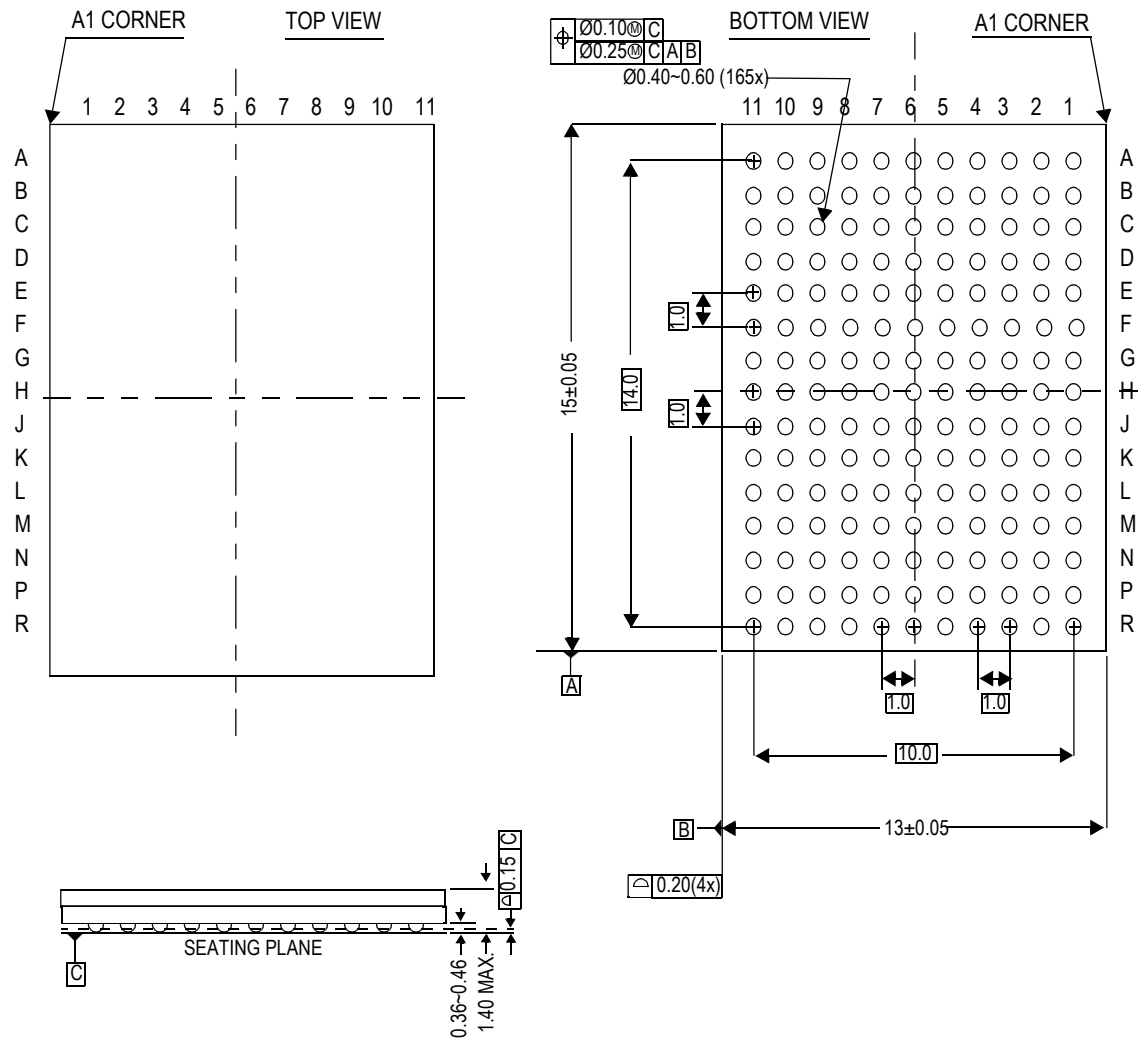 A1 CORNER
TOP VIEW
1 2 3 4 5 6 7 8 9 10 11
A
B
C
D
E
F
G
H
J
K
L
M
N
P
R
⌖ Ø0.10Ⓜ C
Ø0.25Ⓜ C A B
BOTTOM VIEW
A1 CORNER
Ø0.40~0.60 (165x)
11 10 9 8 7 6 5 4 3 2 1
A
B
C
D
E
F
G
H
J
K
L
M
N
P
R
15±0.05
14.0
1.0
1.0
A
1.0
1.0
10.0
B
13±0.05
⌓ 0.20(4x)
⌓ 0.15 C
SEATING PLANE
C
0.36~0.46
1.40 MAX.